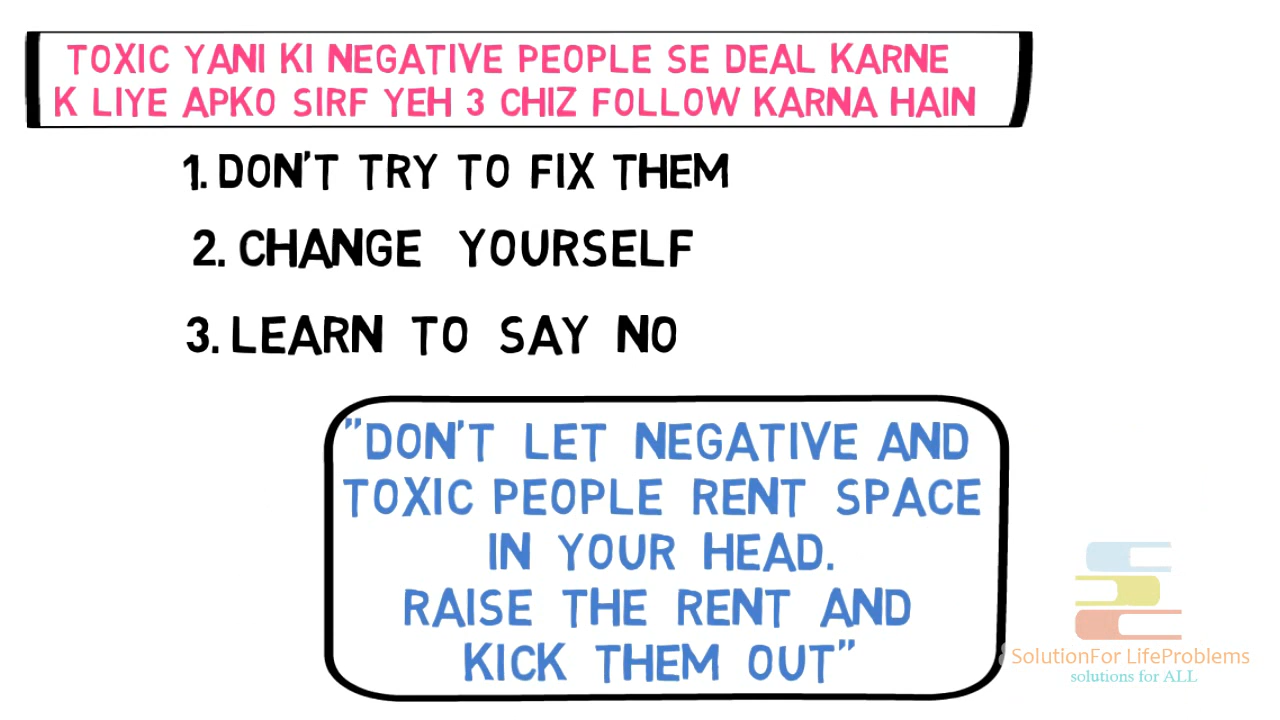 TOXIC YANI KI NEGATIVE PEOPLE SE DEAL KARNE
K LIYE APKO SIRF YEH 3 CHIZ FOLLOW KARNA HAIN
1. DON'T TRY TO FIX THEM
2. CHANGE YOURSELF
3. LEARN TO SAY NO
"DON'T LET NEGATIVE AND
TOXIC PEOPLE RENT SPACE
IN YOUR HEAD.
RAISE THE RENT AND
KICK THEM OUT"
SolutionFor LifeProblems
solutions for ALL